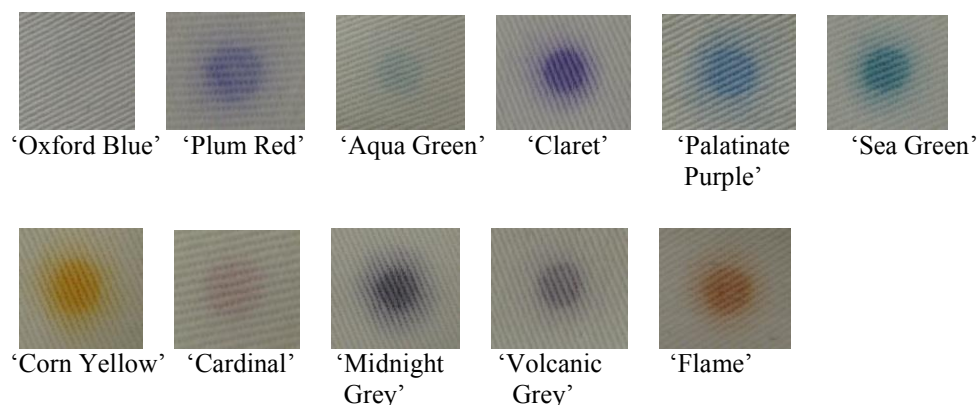 ‘Oxford Blue’ ‘Plum Red’ ‘Aqua Green’ ‘Claret’ ‘Palatinate Purple’ ‘Sea Green’
‘Corn Yellow’ ‘Cardinal’ ‘Midnight Grey’ ‘Volcanic Grey’ ‘Flame’